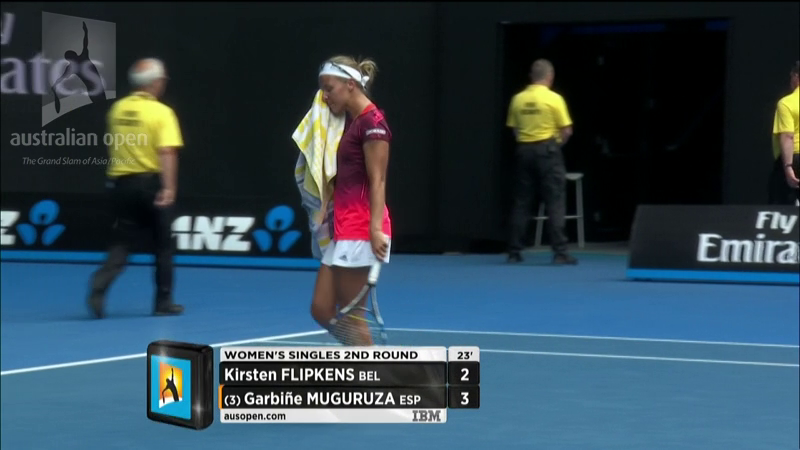 Emirates
australian open
The Grand Slam of Asia/Pacific
ANZ
Fly
Emirates
WOMEN'S SINGLES 2ND ROUND 23'
Kirsten FLIPKENS BEL 2
(3) Garbiñe MUGURUZA ESP 3
ausopen.com IBM